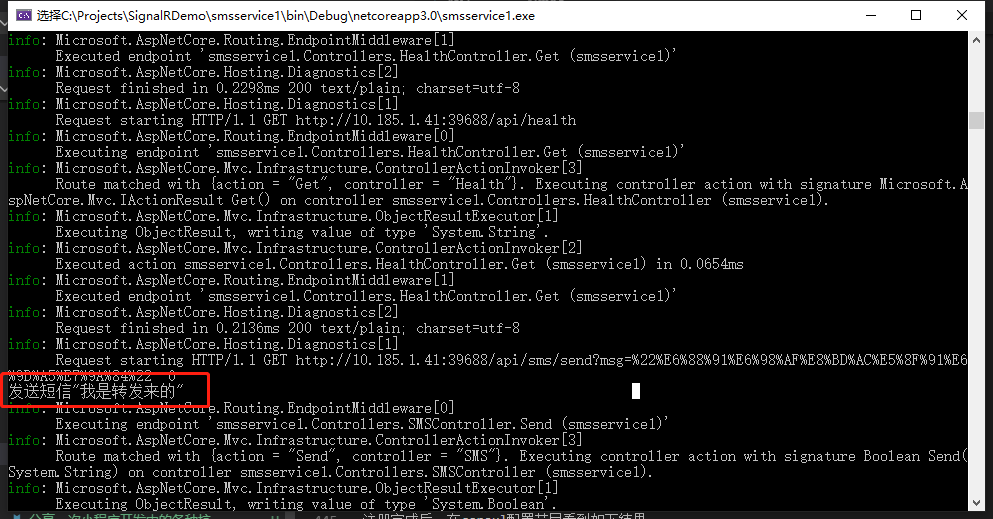 选择C:\Projects\SignalRDemo\smsservice1\bin\Debug\netcoreapp3.0\smsservice1.exe
info: Microsoft.AspNetCore.Routing.EndpointMiddleware[1]
Executed endpoint 'smsservice1.Controllers.HealthController.Get (smsservice1)'
info: Microsoft.AspNetCore.Hosting.Diagnostics[2]
Request finished in 0.2298ms 200 text/plain; charset=utf-8
info: Microsoft.AspNetCore.Hosting.Diagnostics[1]
Request starting HTTP/1.1 GET http://10.185.1.41:39688/api/health
info: Microsoft.AspNetCore.Routing.EndpointMiddleware[0]
Executing endpoint 'smsservice1.Controllers.HealthController.Get (smsservice1)'
info: Microsoft.AspNetCore.Mvc.Infrastructure.ControllerActionInvoker[3]
Route matched with {action = "Get", controller = "Health"}. Executing controller action with signature Microsoft.A
spNetCore.Mvc.IActionResult Get() on controller smsservice1.Controllers.HealthController (smsservice1).
info: Microsoft.AspNetCore.Mvc.Infrastructure.ObjectResultExecutor[1]
Executing ObjectResult, writing value of type 'System.String'.
info: Microsoft.AspNetCore.Mvc.Infrastructure.ControllerActionInvoker[2]
Executed action smsservice1.Controllers.HealthController.Get (smsservice1) in 0.0654ms
info: Microsoft.AspNetCore.Routing.EndpointMiddleware[1]
Executed endpoint 'smsservice1.Controllers.HealthController.Get (smsservice1)'
info: Microsoft.AspNetCore.Hosting.Diagnostics[2]
Request finished in 0.2136ms 200 text/plain; charset=utf-8
info: Microsoft.AspNetCore.Hosting.Diagnostics[1]
Request starting HTTP/1.1 GET http://10.185.1.41:39688/api/sms/send?msg=%22%E6%88%91%E6%98%AF%E8%BD%AC%E5%8F%91%E6
%9D%A5%E7%9A%84%22 0
发送短信"我是转发来的"
info: Microsoft.AspNetCore.Routing.EndpointMiddleware[0]
Executing endpoint 'smsservice1.Controllers.SMSController.Send (smsservice1)'
info: Microsoft.AspNetCore.Mvc.Infrastructure.ControllerActionInvoker[3]
Route matched with {action = "Send", controller = "SMS"}. Executing controller action with signature Boolean Send(
System.String) on controller smsservice1.Controllers.SMSController (smsservice1).
info: Microsoft.AspNetCore.Mvc.Infrastructure.ObjectResultExecutor[1]
Executing ObjectResult, writing value of type 'System.Boolean'.